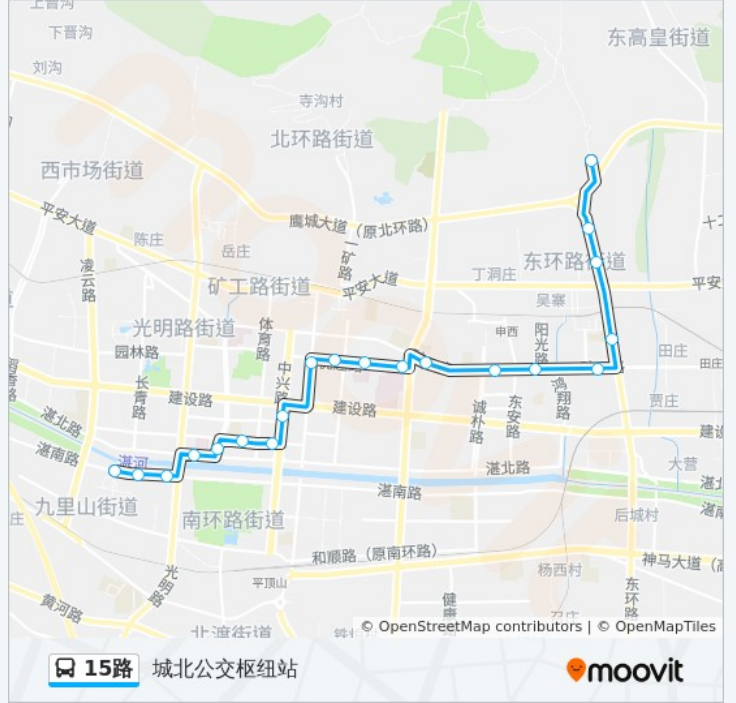 上晋沟
下晋沟
东高皇街道
刘沟
寺沟村
北环路街道
西市场街道
平安大道
鹰城大道（原北环路）
陈庄
岳庄
一矿路
东环路街道
凌云路
矿工路街道
平安大道
丁洞庄
平安
吴寨
光明路街道
体育路
申西
阳光路
园林路
田庄
田庄
中兴路
长青路
建设路
建设路
鸿翔路
贾庄
诚朴路
东安路
湛北路
建设
湛南路
湛河
湛北路
大营
湛南路
九里山街道
南环路街道
后城村
庄
和顺路（原南环路）
神马大道
杨西村
光明路
平顶山
东环路
黄河路
健康
北渡街道
© OpenStreetMap contributors | © OpenMapTiles
15路 城北公交枢纽站
moovit